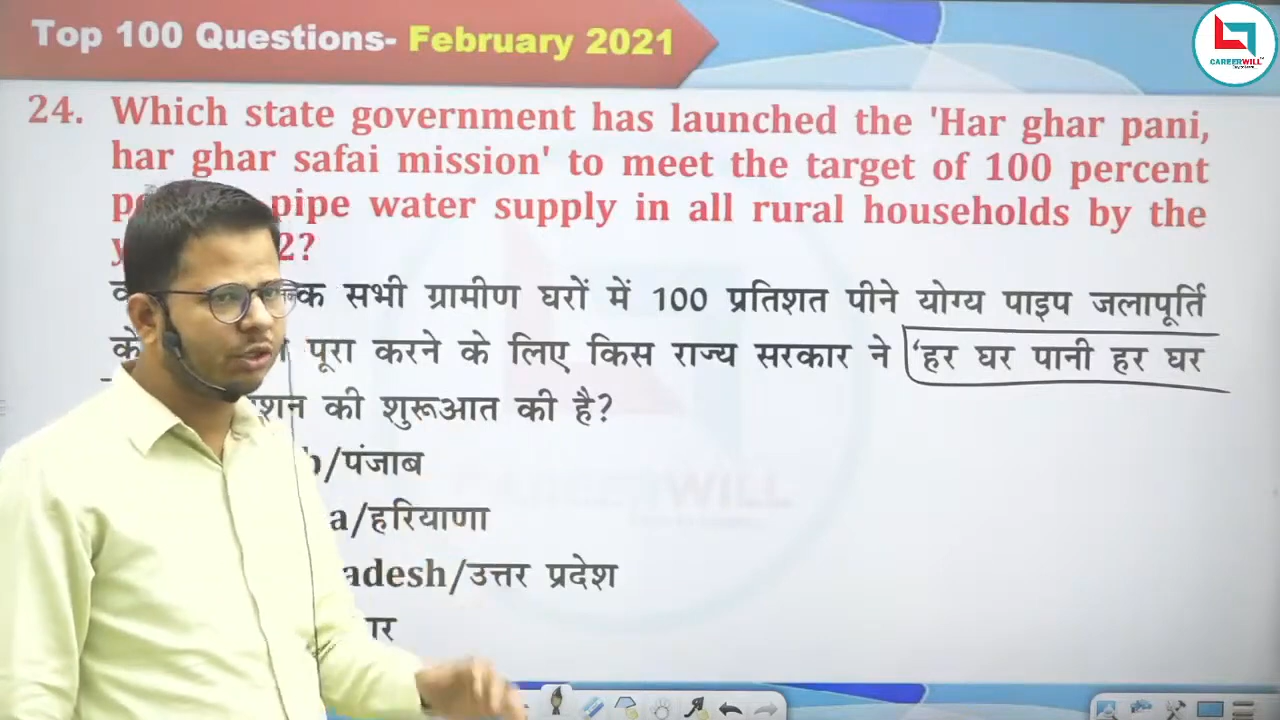 Top 100 Questions- February 2021
CAREERWILL
24. Which state government has launched the 'Har ghar pani,
har ghar safai mission' to meet the target of 100 percent
pipe water supply in all rural households by the
2?
सभी ग्रामीण घरों में 100 प्रतिशत पीने योग्य पाइप जलापूर्ति
पूरा करने के लिए किस राज्य सरकार ने ‘हर घर पानी हर घर
की शुरूआत की है?
/पंजाब
a/हरियाणा
adesh/उत्तर प्रदेश